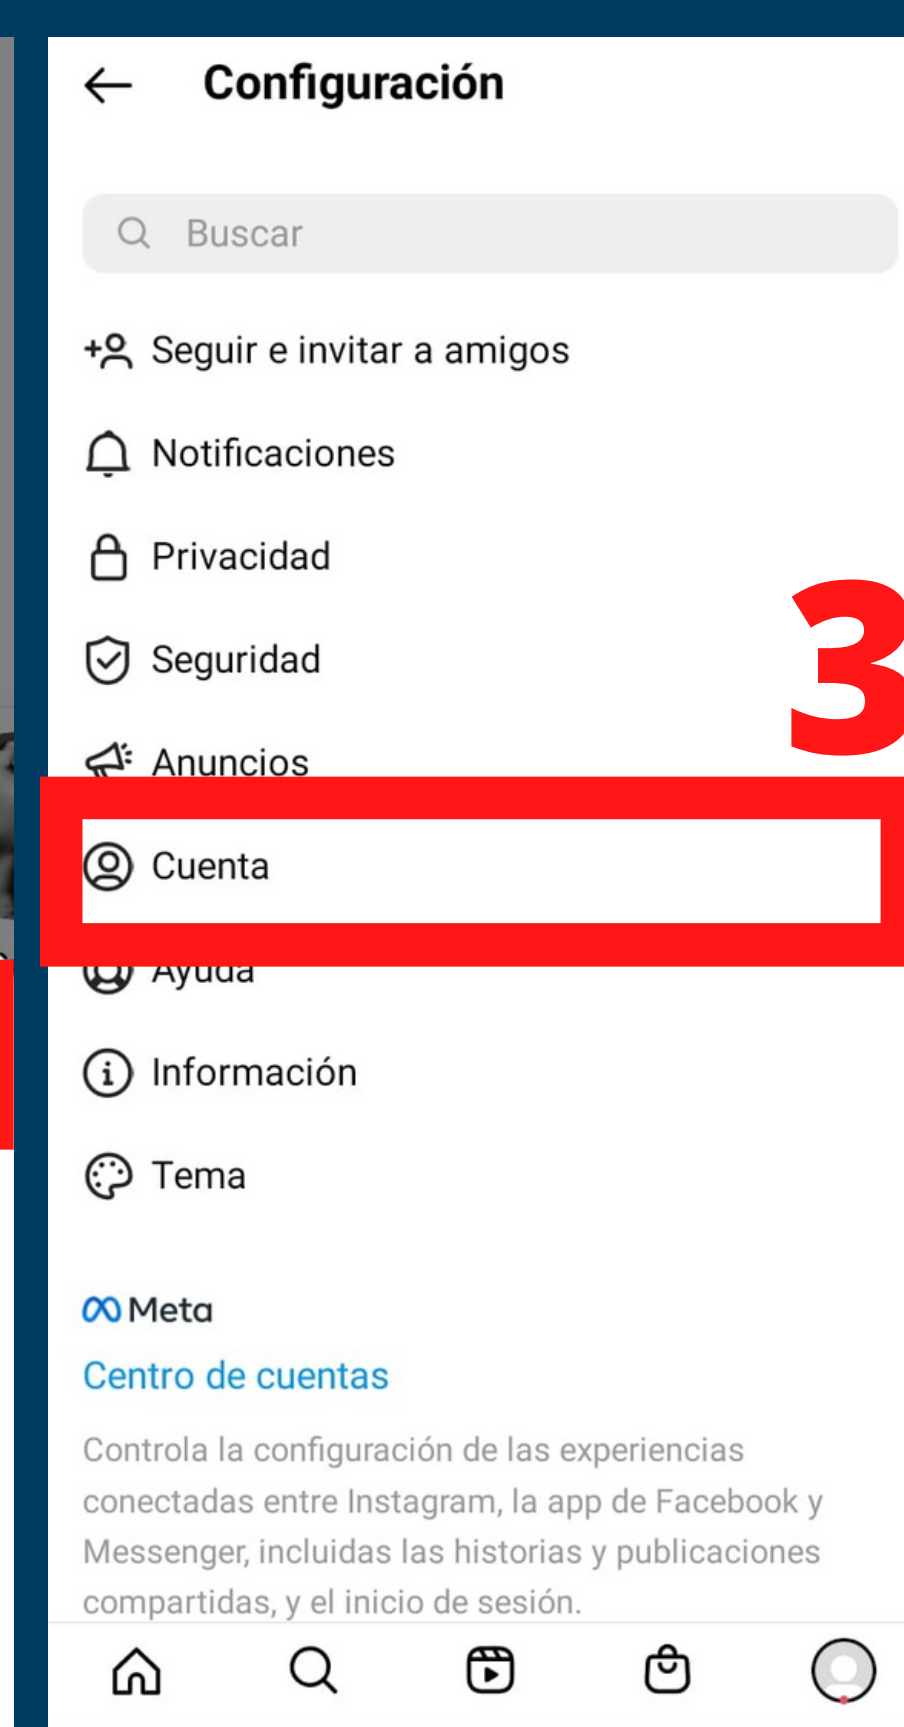 Configuración
Buscar
Seguir e invitar a amigos
Notificaciones
Privacidad
Seguridad
3
Anuncios
Cuenta
Ayuda
Información
Tema
Meta
Centro de cuentas
Controla la configuración de las experiencias
conectadas entre Instagram, la app de Facebook y
Messenger, incluidas las historias y publicaciones
compartidas, y el inicio de sesión.